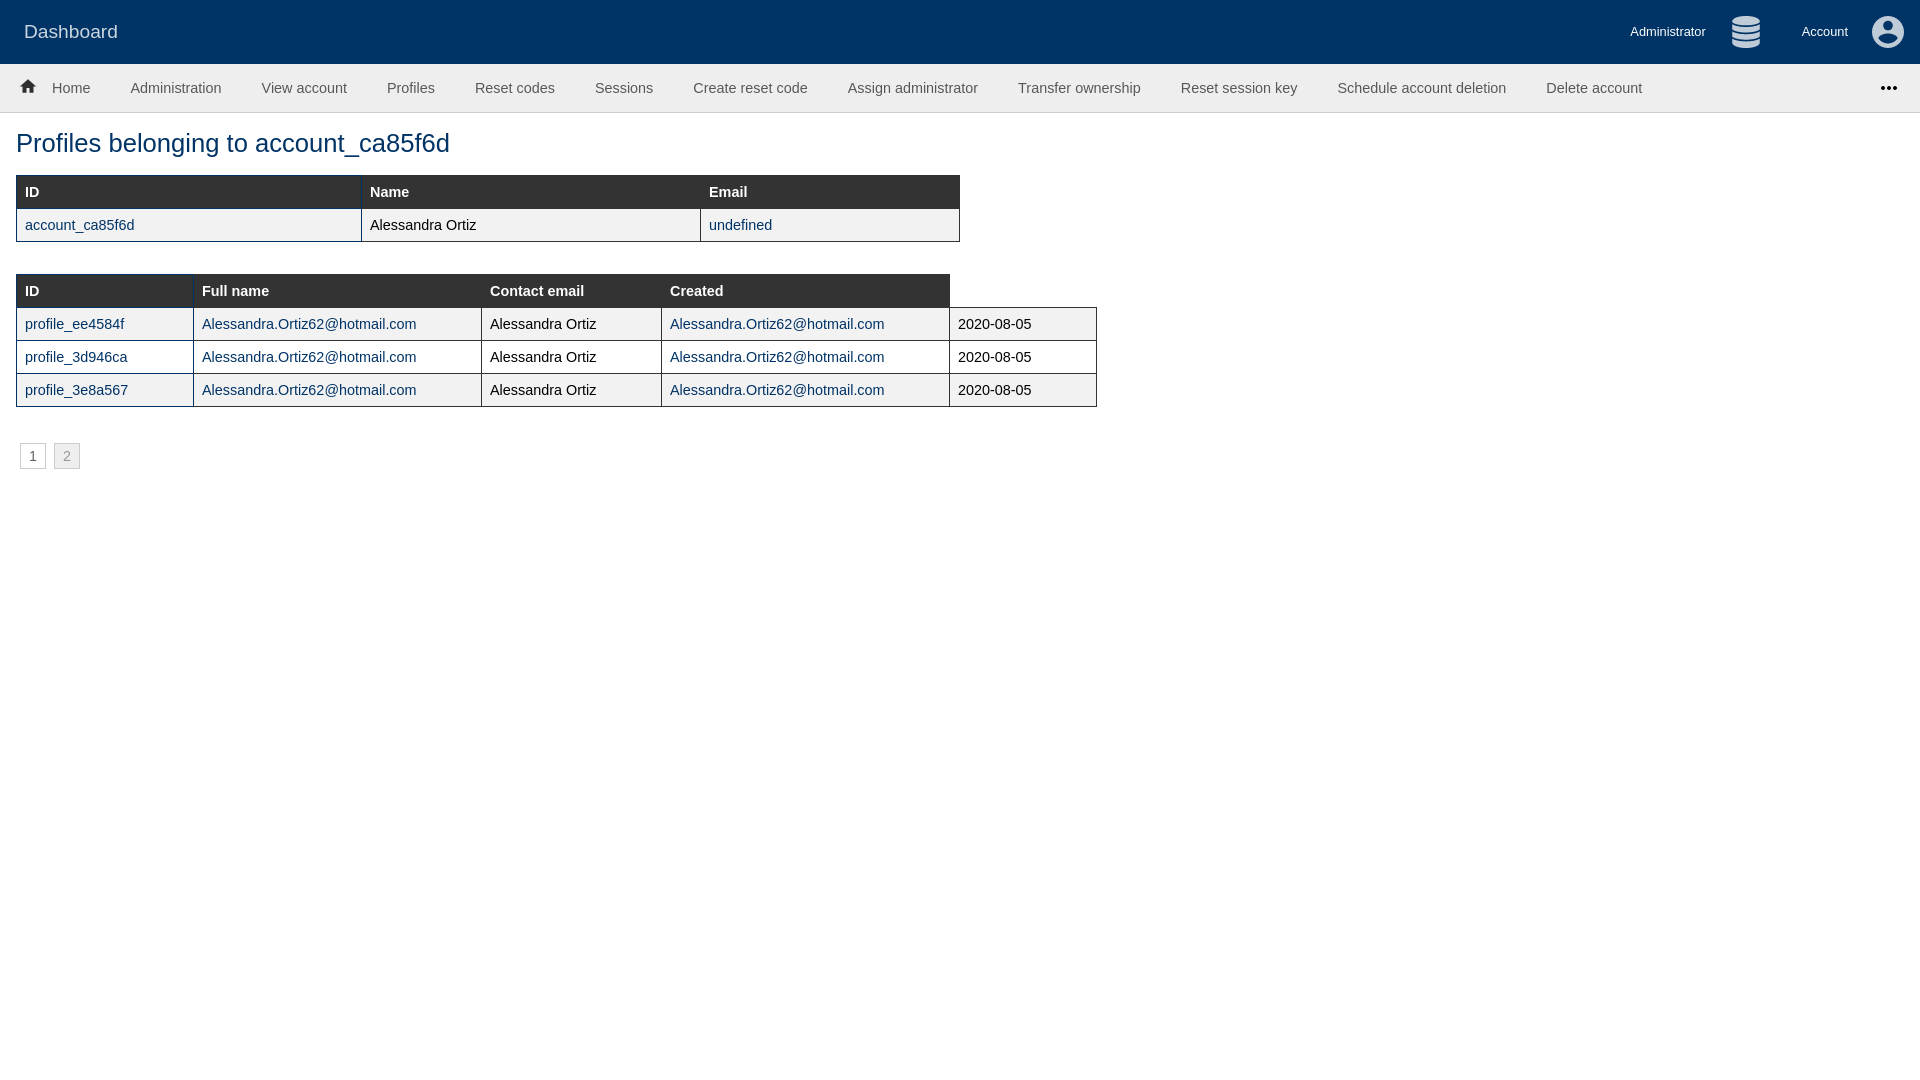 Dashboard Administrator Account
Home Administration View account Profiles Reset codes Sessions Create reset code Assign administrator Transfer ownership Reset session key Schedule account deletion Delete account
Profiles belonging to account_ca85f6d
ID Name Email
account_ca85f6d Alessandra Ortiz undefined
ID Full name Contact email Created
profile_ee4584f Alessandra.Ortiz62@hotmail.com Alessandra Ortiz Alessandra.Ortiz62@hotmail.com 2020-08-05
profile_3d946ca Alessandra.Ortiz62@hotmail.com Alessandra Ortiz Alessandra.Ortiz62@hotmail.com 2020-08-05
profile_3e8a567 Alessandra.Ortiz62@hotmail.com Alessandra Ortiz Alessandra.Ortiz62@hotmail.com 2020-08-05
1 2